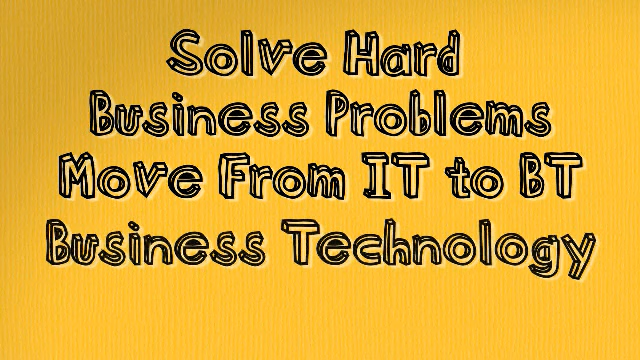 Solve Hard
Business Problems
Move From IT to BT
Business Technology